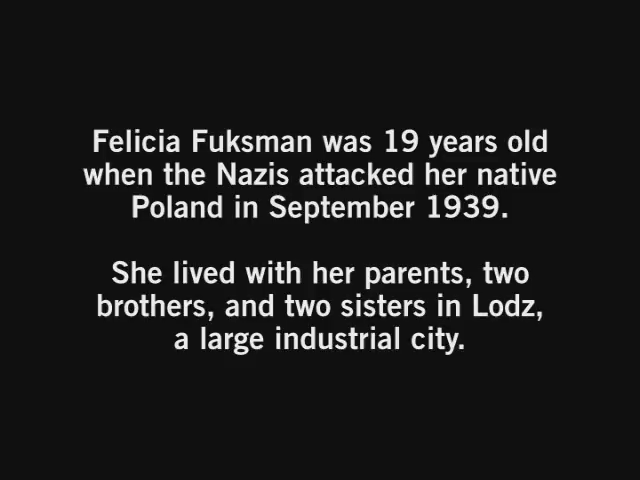 Felicia Fuksman was 19 years old
when the Nazis attacked her native
Poland in September 1939.
She lived with her parents, two
brothers, and two sisters in Lodz,
a large industrial city.